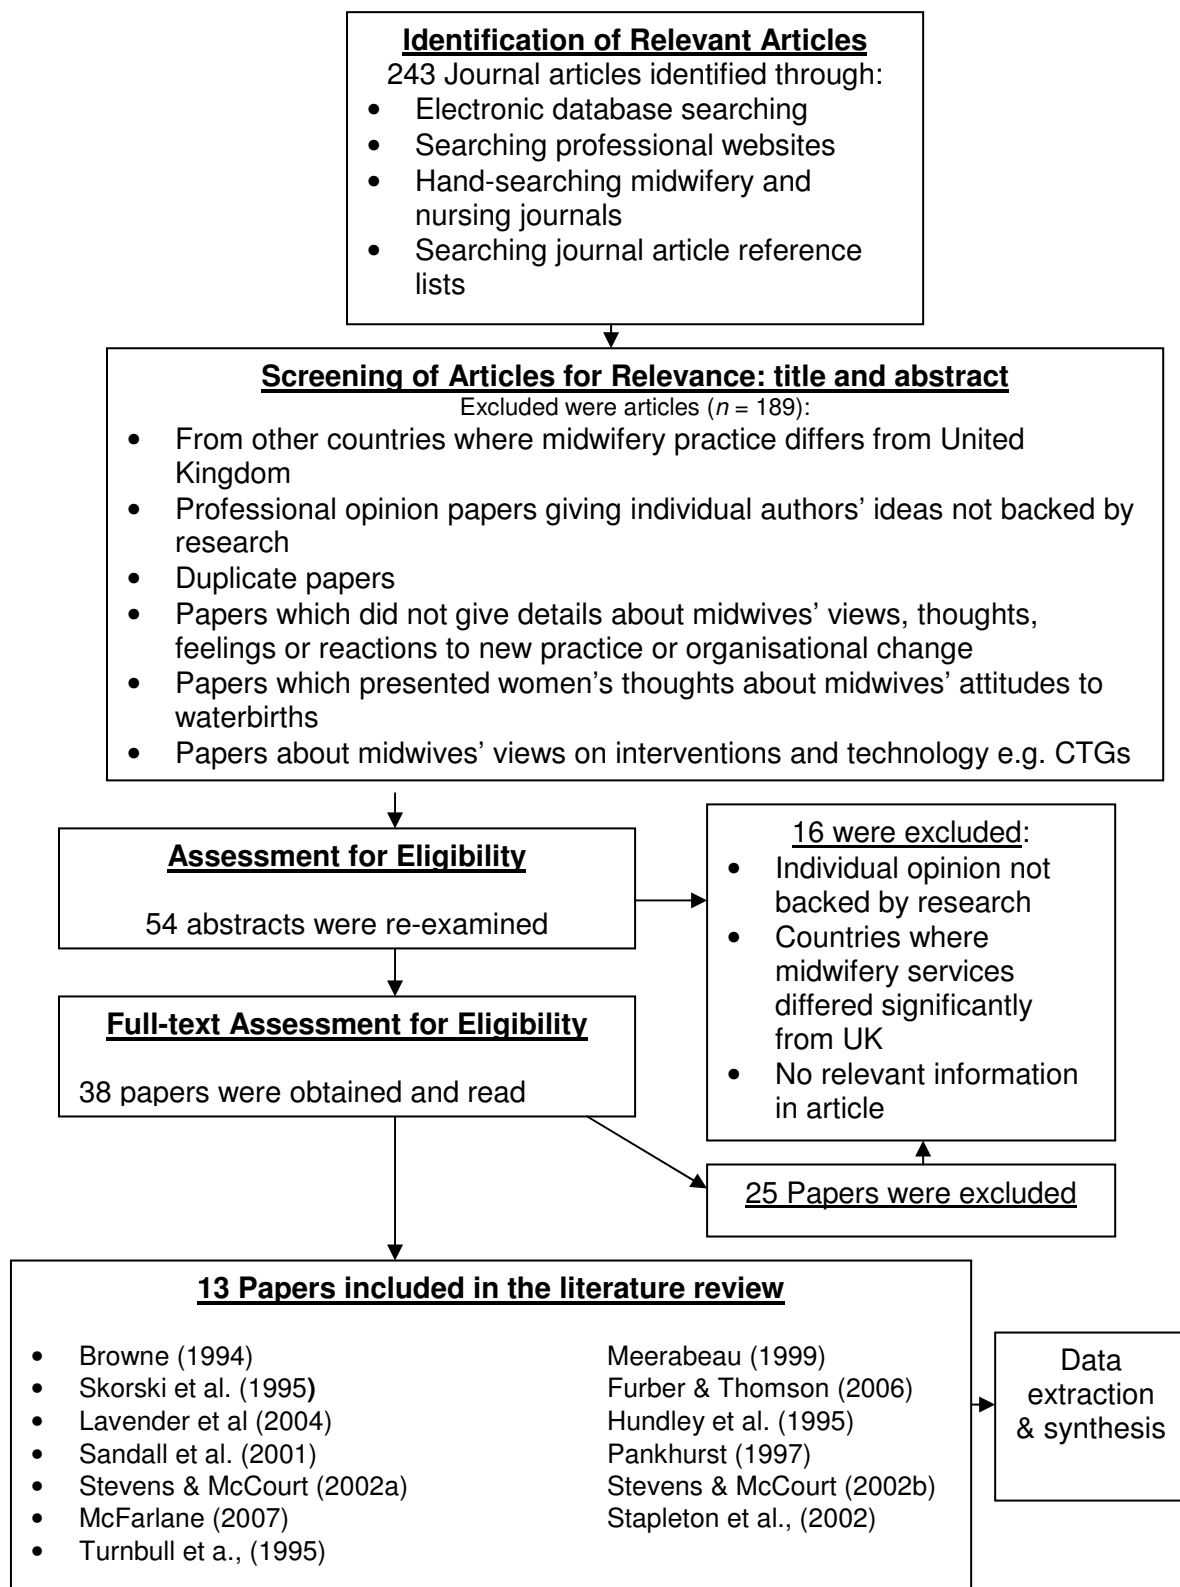 Identification of Relevant Articles
243 Journal articles identified through:
• Electronic database searching
• Searching professional websites
• Hand-searching midwifery and
nursing journals
• Searching journal article reference
lists
Screening of Articles for Relevance: title and abstract
Excluded were articles (n = 189):
• From other countries where midwifery practice differs from United
Kingdom
• Professional opinion papers giving individual authors’ ideas not backed by
research
• Duplicate papers
• Papers which did not give details about midwives’ views, thoughts,
feelings or reactions to new practice or organisational change
• Papers which presented women’s thoughts about midwives’ attitudes to
waterbirths
• Papers about midwives’ views on interventions and technology e.g. CTGs
Assessment for Eligibility
54 abstracts were re-examined
16 were excluded:
• Individual opinion not
backed by research
• Countries where
midwifery services
differed significantly
from UK
• No relevant information
in article
Full-text Assessment for Eligibility
38 papers were obtained and read
25 Papers were excluded
13 Papers included in the literature review
• Browne (1994)
• Skorski et al. (1995)
• Lavender et al (2004)
• Sandall et al. (2001)
• Stevens & McCourt (2002a)
• McFarlane (2007)
• Turnbull et a., (1995)
Meerabeau (1999)
Furber & Thomson (2006)
Hundley et al. (1995)
Pankhurst (1997)
Stevens & McCourt (2002b)
Stapleton et al., (2002)
Data
extraction
& synthesis